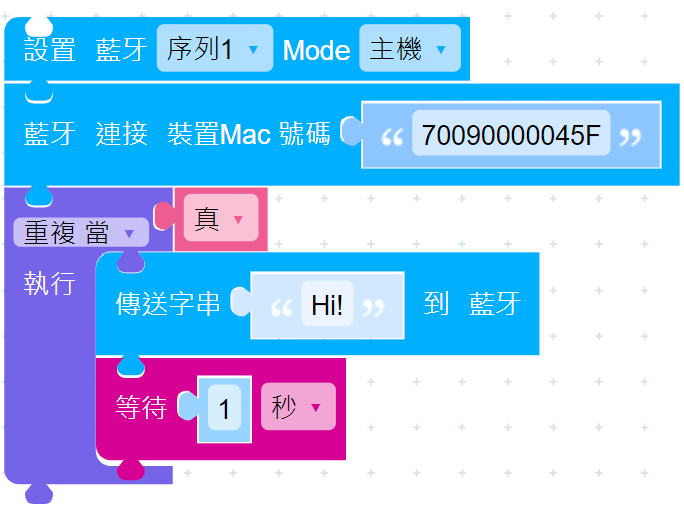 設置 藍牙 序列1 Mode 主機
藍牙 連接 裝置Mac 號碼 “ 70090000045F ”
重複 當 真
執行
傳送字串 “ Hi! ” 到 藍牙
等待 1 秒